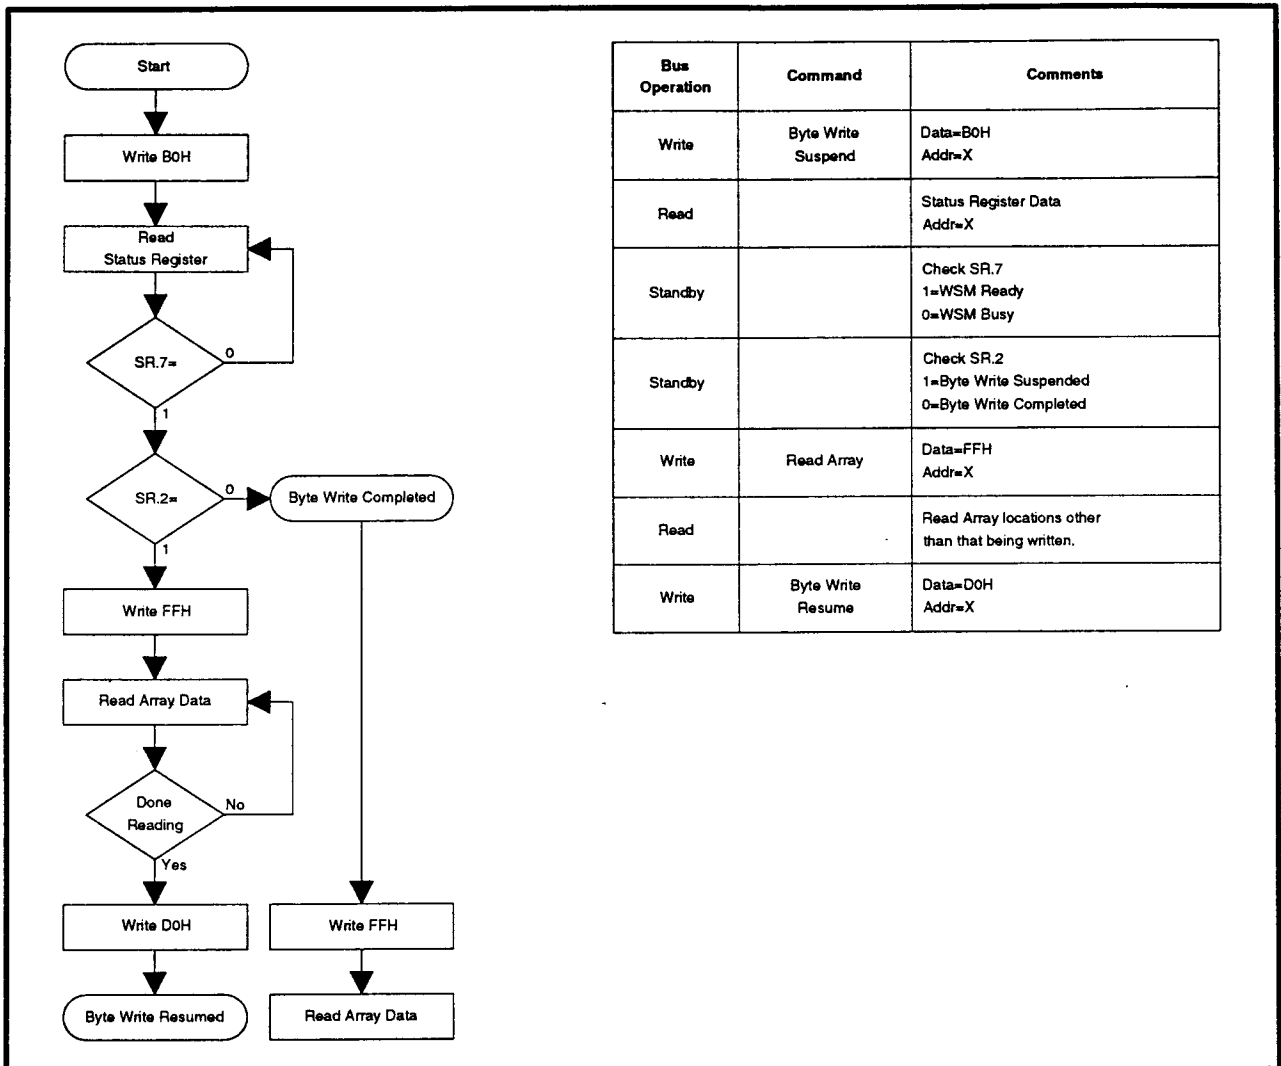 Start
Write B0H
Read
Status Register
SR.7=
0
1
SR.2=
0
Byte Write Completed
1
Write FFH
Read Array Data
Done
Reading
No
Yes
Write D0H
Write FFH
Byte Write Resumed
Read Array Data
Bus
Operation
Command
Comments
Write
Byte Write
Suspend
Data=B0H
Addr=X
Read
Status Register Data
Addr=X
Standby
Check SR.7
1=WSM Ready
0=WSM Busy
Standby
Check SR.2
1=Byte Write Suspended
0=Byte Write Completed
Write
Read Array
Data=FFH
Addr=X
Read
Read Array locations other
than that being written.
Write
Byte Write
Resume
Data=D0H
Addr=X